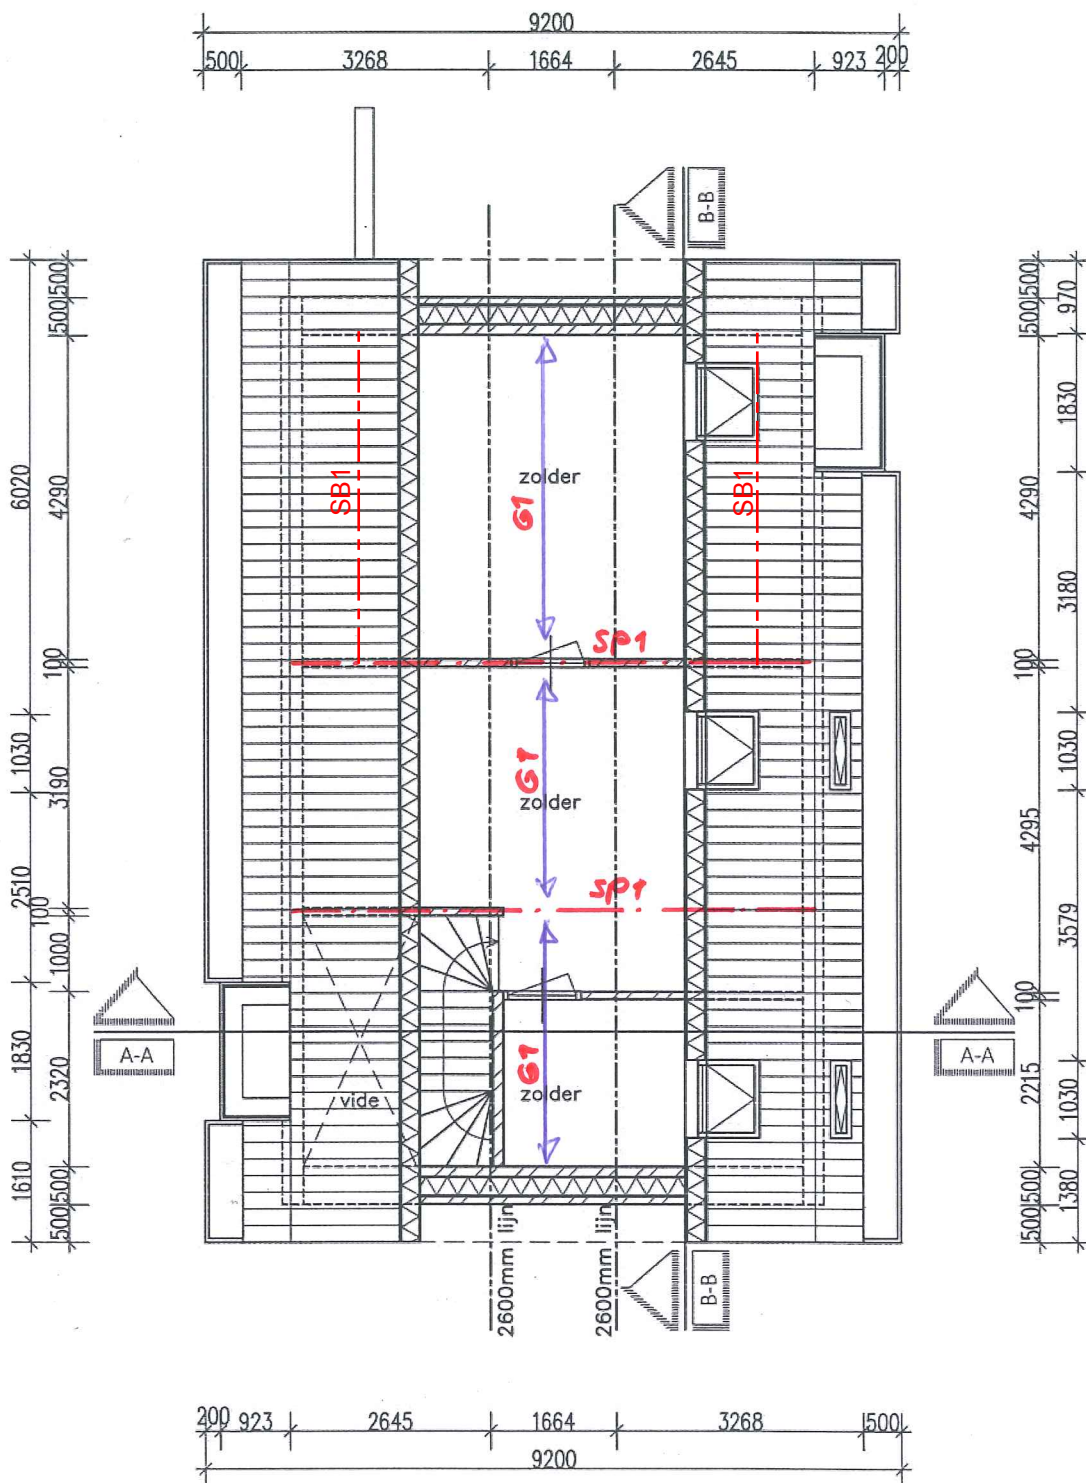 9200
500 3268 1664 2645 923 200
B-B
500 500 4290 100 3190 100 1000 2320 500 500
6020 1030 2510 1830 1610
500 500 4290 100 4295 100 2215 500 500
970 1830 3180 1030 3579 1030 1380
SB1
SB1
zolder
G1
SP1
G1
zolder
SP1
A-A
A-A
G1
vide
zolder
2600mm lijn
2600mm lijn
B-B
200 923 2645 1664 3268 500
9200